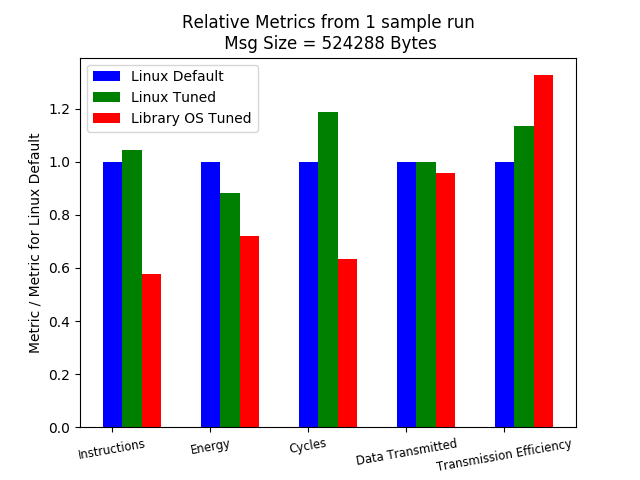 Relative Metrics from 1 sample run
Msg Size = 524288 Bytes
Linux Default
Linux Tuned
Library OS Tuned
Metric / Metric for Linux Default
1.2
1.0
0.8
0.6
0.4
0.2
0.0
Instructions
Energy
Cycles
Data Transmitted
Transmission Efficiency